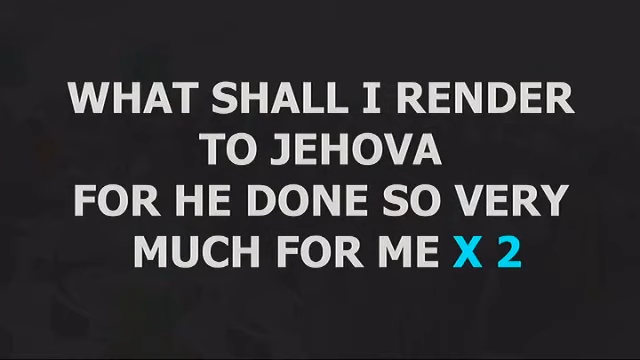 WHAT SHALL I RENDER
TO JEHOVA
FOR HE DONE SO VERY
MUCH FOR ME X 2